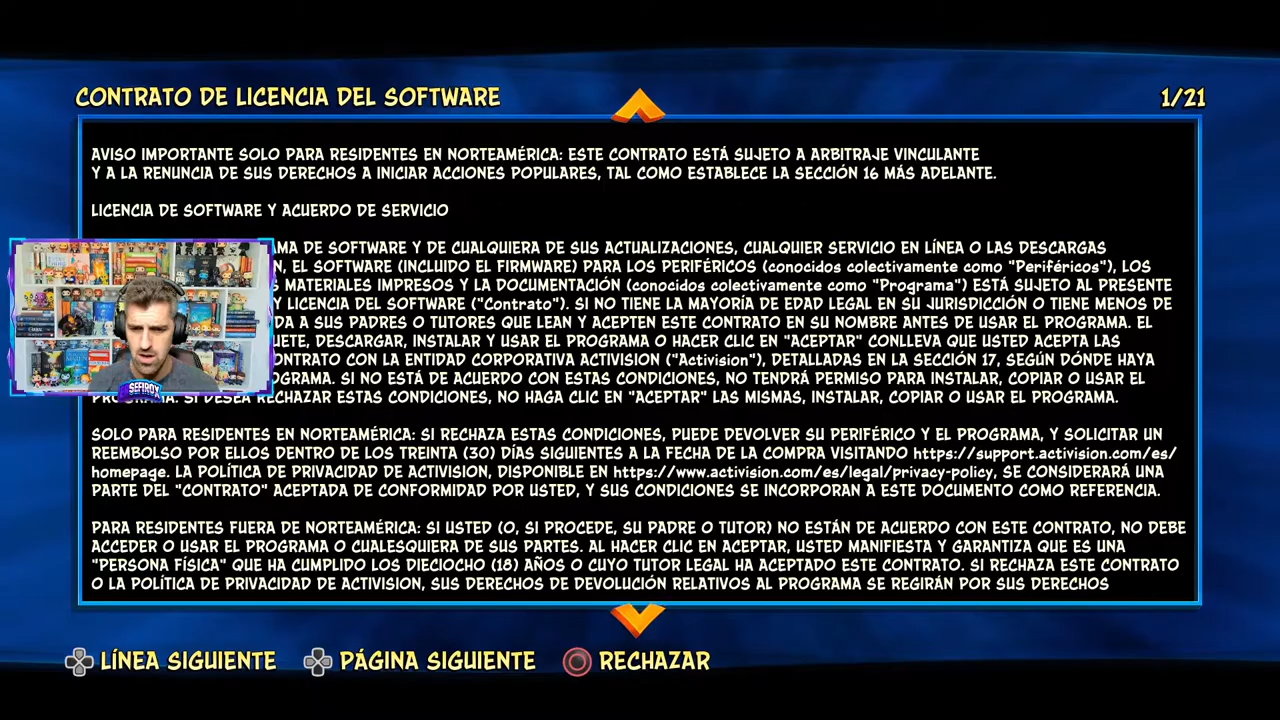 CONTRATO DE LICENCIA DEL SOFTWARE
1/21
AVISO IMPORTANTE SOLO PARA RESIDENTES EN NORTEAMÉRICA: ESTE CONTRATO ESTÁ SUJETO A ARBITRAJE VINCULANTE
Y A LA RENUNCIA DE SUS DERECHOS A INICIAR ACCIONES POPULARES, TAL COMO ESTABLECE LA SECCIÓN 16 MÁS ADELANTE.
LICENCIA DE SOFTWARE Y ACUERDO DE SERVICIO
DE SOFTWARE Y DE CUALQUIERA DE SUS ACTUALIZACIONES, CUALQUIER SERVICIO EN LÍNEA O LAS DESCARGAS
EL SOFTWARE (INCLUIDO EL FIRMWARE) PARA LOS PERIFÉRICOS (conocidos colectivamente como "Periféricos"), LOS
MATERIALES IMPRESOS Y LA DOCUMENTACIÓN (conocidos colectivamente como "Programa") ESTÁ SUJETO AL PRESENTE
Y LICENCIA DEL SOFTWARE ("Contrato"). SI NO TIENE LA MAYORÍA DE EDAD LEGAL EN SU JURISDICCIÓN O TIENE MENOS DE
A SUS PADRES O TUTORES QUE LEAN Y ACEPTEN ESTE CONTRATO EN SU NOMBRE ANTES DE USAR EL PROGRAMA. EL
DESCARGAR, INSTALAR Y USAR EL PROGRAMA O HACER CLIC EN "ACEPTAR" CONLLEVA QUE USTED ACEPTA LAS
CONTRATO CON LA ENTIDAD CORPORATIVA ACTIVISION ("Activision"), DETALLADAS EN LA SECCIÓN 17, SEGÚN DÓNDE HAYA
SI NO ESTÁ DE ACUERDO CON ESTAS CONDICIONES, NO TENDRÁ PERMISO PARA INSTALAR, COPIAR O USAR EL
SEFIROX
PROGRAMA. SI DESEA RECHAZAR ESTAS CONDICIONES, NO HAGA CLIC EN "ACEPTAR" LAS MISMAS, INSTALAR, COPIAR O USAR EL PROGRAMA.
SOLO PARA RESIDENTES EN NORTEAMÉRICA: SI RECHAZA ESTAS CONDICIONES, PUEDE DEVOLVER SU PERIFÉRICO Y EL PROGRAMA, Y SOLICITAR UN
REEMBOLSO POR ELLOS DENTRO DE LOS TREINTA (30) DÍAS SIGUIENTES A LA FECHA DE LA COMPRA VISITANDO https://support.activision.com/es/
homepage. LA POLÍTICA DE PRIVACIDAD DE ACTIVISION, DISPONIBLE EN https://www.activision.com/es/legal/privacy-policy, SE CONSIDERARÁ UNA
PARTE DEL "CONTRATO" ACEPTADA DE CONFORMIDAD POR USTED, Y SUS CONDICIONES SE INCORPORAN A ESTE DOCUMENTO COMO REFERENCIA.
PARA RESIDENTES FUERA DE NORTEAMÉRICA: SI USTED (O, SI PROCEDE, SU PADRE O TUTOR) NO ESTÁN DE ACUERDO CON ESTE CONTRATO, NO DEBE
ACCEDER O USAR EL PROGRAMA O CUALESQUIERA DE SUS PARTES. AL HACER CLIC EN ACEPTAR, USTED MANIFIESTA Y GARANTIZA QUE ES UNA
"PERSONA FÍSICA" QUE HA CUMPLIDO LOS DIECIOCHO (18) AÑOS O CUYO TUTOR LEGAL HA ACEPTADO ESTE CONTRATO. SI RECHAZA ESTE CONTRATO
O LA POLÍTICA DE PRIVACIDAD DE ACTIVISION, SUS DERECHOS DE DEVOLUCIÓN RELATIVOS AL PROGRAMA SE REGIRÁN POR SUS DERECHOS
LÍNEA SIGUIENTE PÁGINA SIGUIENTE RECHAZAR